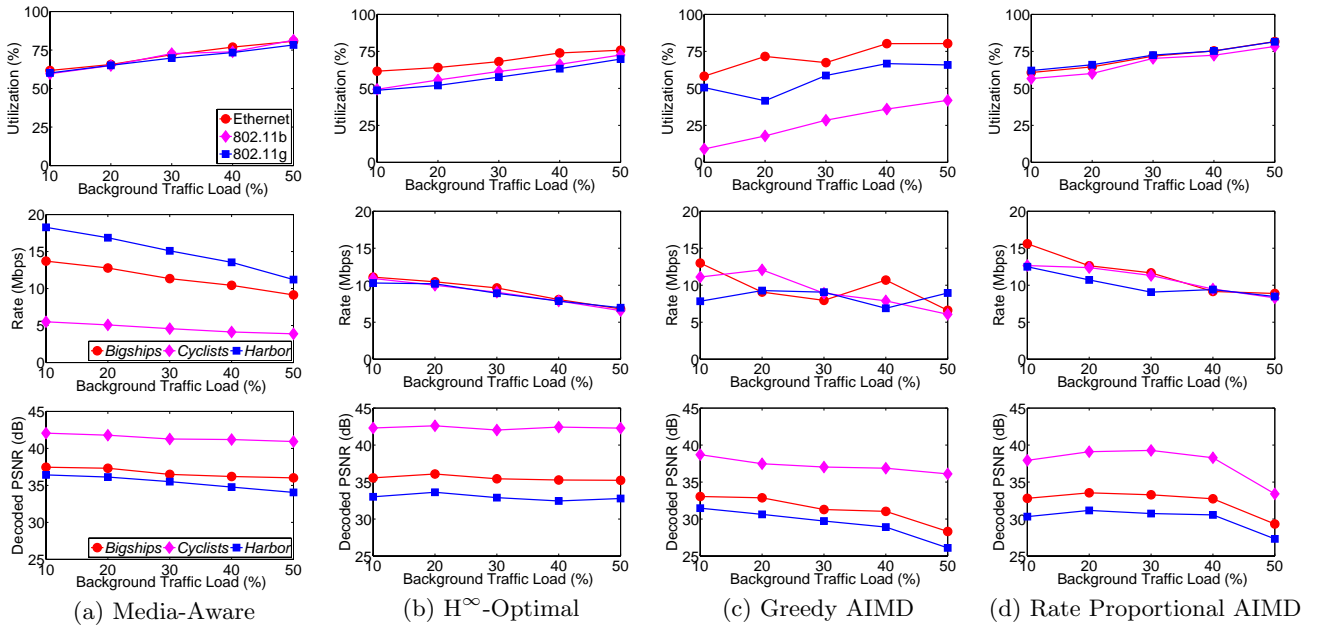 100
75
50
25
0
Utilization (%)
Ethernet
802.11b
802.11g
10 20 30 40 50
Background Traffic Load (%)
100
75
50
25
0
Utilization (%)
10 20 30 40 50
Background Traffic Load (%)
100
75
50
25
0
Utilization (%)
10 20 30 40 50
Background Traffic Load (%)
100
75
50
25
0
Utilization (%)
10 20 30 40 50
Background Traffic Load (%)
20
15
10
5
0
Rate (Mbps)
Bigships Cyclists Harbor
10 20 30 40 50
Background Traffic Load (%)
20
15
10
5
0
Rate (Mbps)
10 20 30 40 50
Background Traffic Load (%)
20
15
10
5
0
Rate (Mbps)
10 20 30 40 50
Background Traffic Load (%)
20
15
10
5
0
Rate (Mbps)
10 20 30 40 50
Background Traffic Load (%)
45
40
35
30
25
Decoded PSNR (dB)
Bigships Cyclists Harbor
10 20 30 40 50
Background Traffic Load (%)
45
40
35
30
25
Decoded PSNR (dB)
10 20 30 40 50
Background Traffic Load (%)
45
40
35
30
25
Decoded PSNR (dB)
10 20 30 40 50
Background Traffic Load (%)
45
40
35
30
25
Decoded PSNR (dB)
10 20 30 40 50
Background Traffic Load (%)
(a) Media-Aware
(b) H∞-Optimal
(c) Greedy AIMD
(d) Rate Proportional AIMD